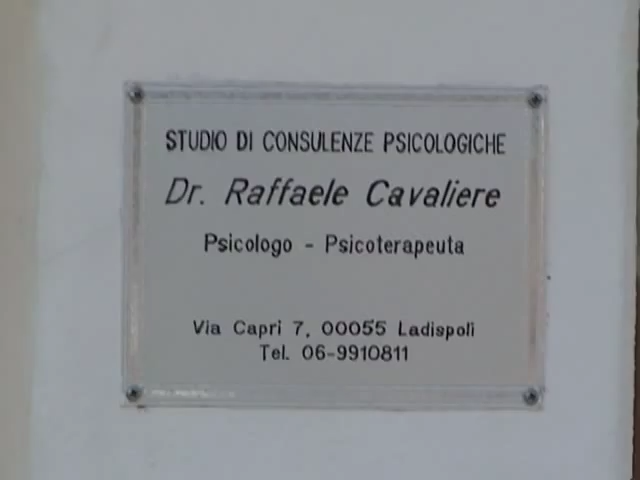 STUDIO DI CONSULENZE PSICOLOGICHE
Dr. Raffaele Cavaliere
Psicologo - Psicoterapeuta
Via Capri 7, 00055 Ladispoli
Tel. 06-9910811